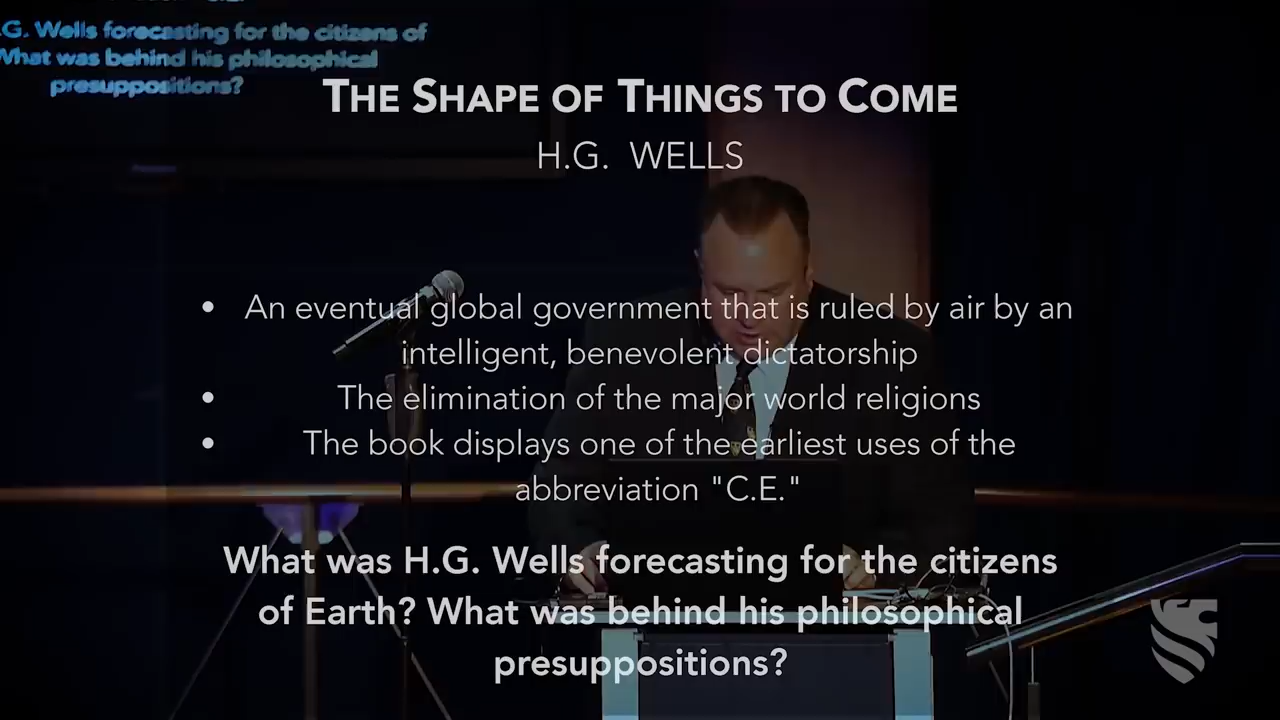 .G. Wells forecasting for the citizens of
What was behind his philosophical
presuppositions?
THE SHAPE OF THINGS TO COME
H.G. WELLS
• An eventual global government that is ruled by air by an
intelligent, benevolent dictatorship
• The elimination of the major world religions
• The book displays one of the earliest uses of the
abbreviation "C.E."
What was H.G. Wells forecasting for the citizens
of Earth? What was behind his philosophical
presuppositions?